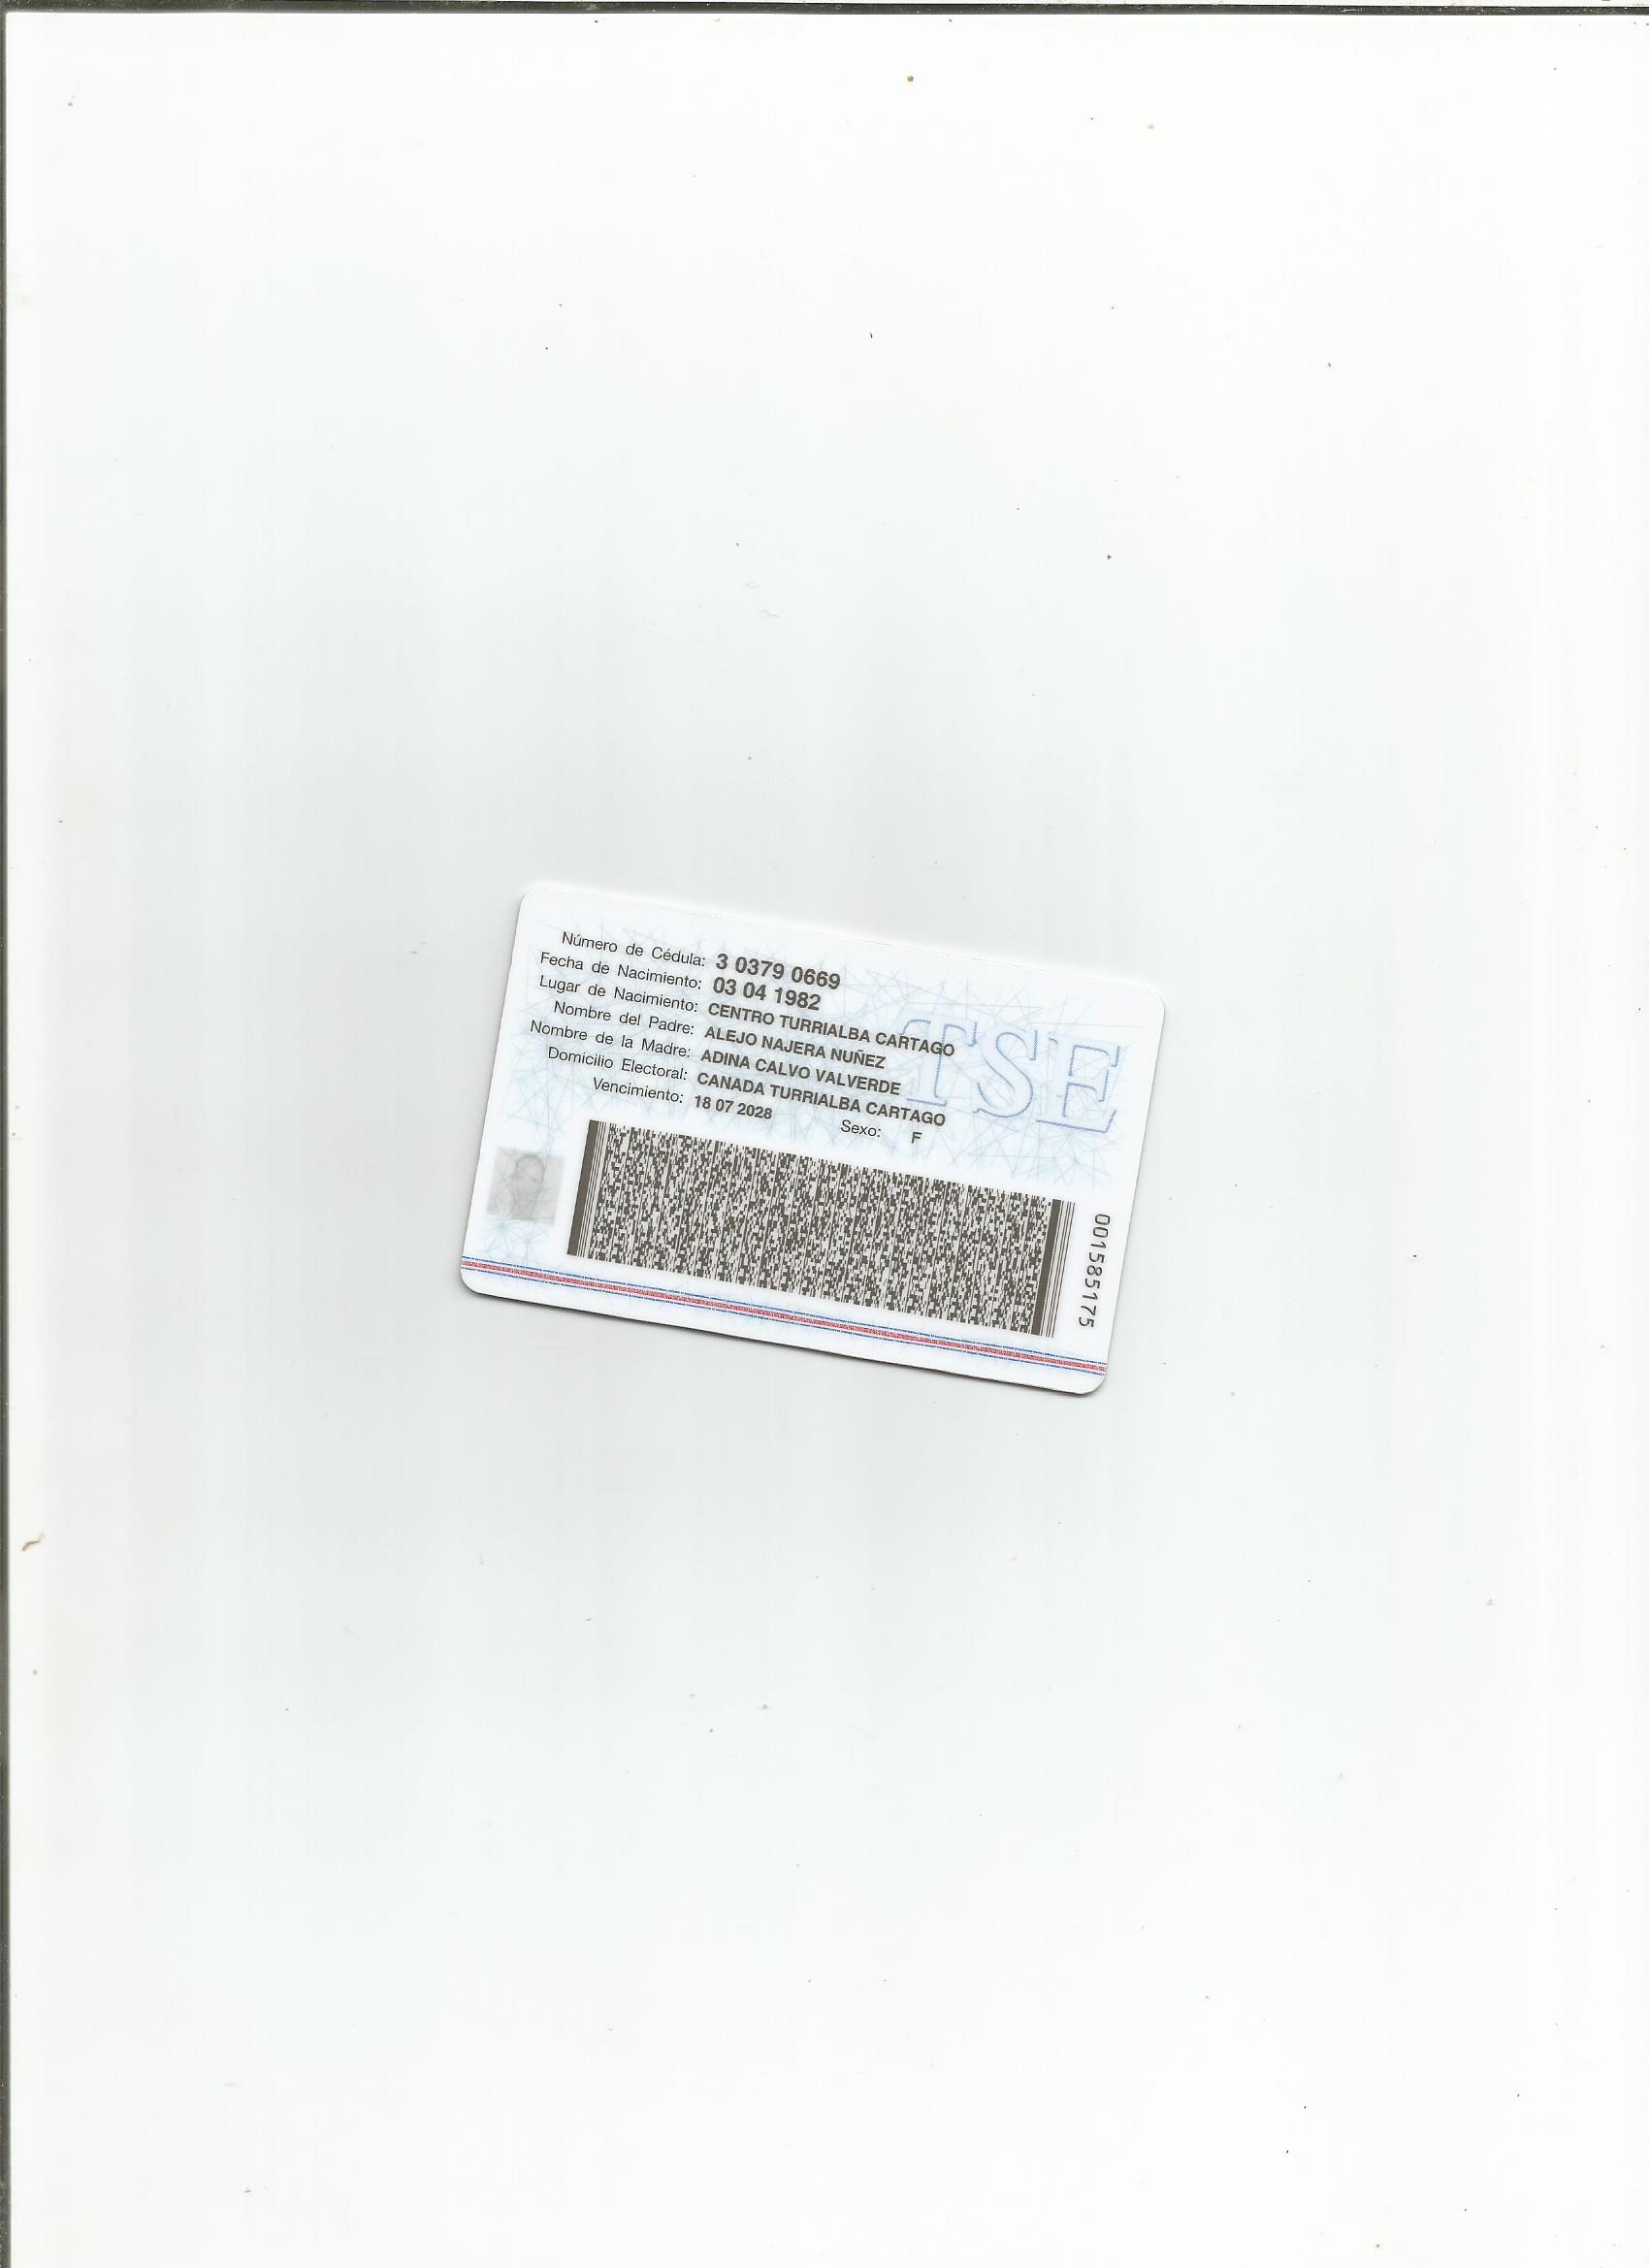 Número de Cédula: 3 0379 0669
Fecha de Nacimiento: 03 04 1982
Lugar de Nacimiento: CENTRO TURRIALBA CARTAGO
Nombre del Padre: ALEJO NAJERA NUÑEZ
Nombre de la Madre: ADINA CALVO VALVERDE
Domicilio Electoral: CANADA TURRIALBA CARTAGO
Vencimiento: 18 07 2028 Sexo: F
TSE
001585175